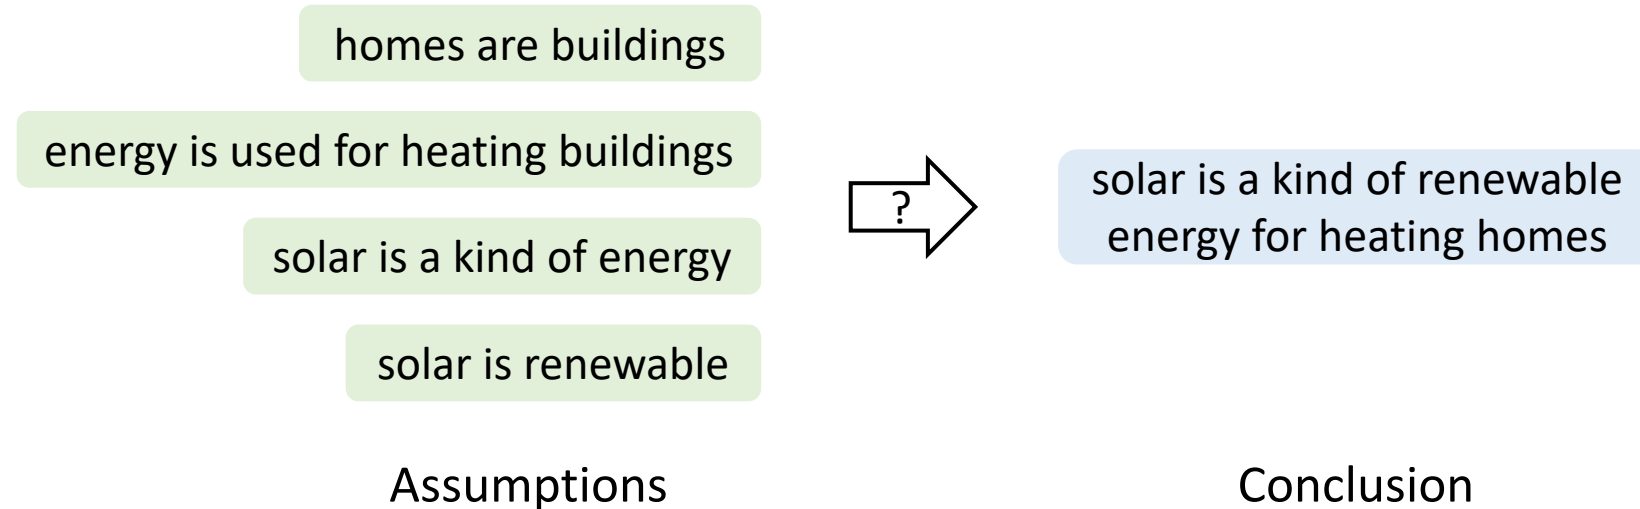 homes are buildings
energy is used for heating buildings
solar is a kind of energy
solar is renewable
Assumptions
?
solar is a kind of renewable
energy for heating homes
Conclusion